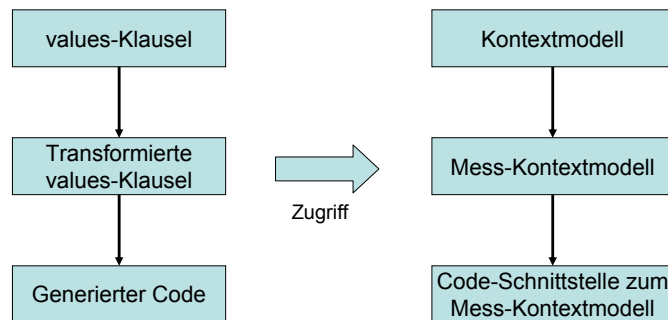 values-Klausel
Kontextmodell
Transformierte
values-Klausel
Zugriff
Mess-Kontextmodell
Generierter Code
Code-Schnittstelle zum
Mess-Kontextmodell